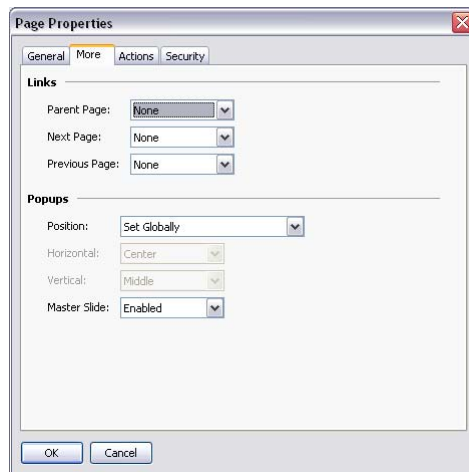 Page Properties
General More Actions Security
Links
Parent Page: None
Next Page: None
Previous Page: None
Popups
Position: Set Globally
Horizontal: Center
Vertical: Middle
Master Slide: Enabled
OK Cancel